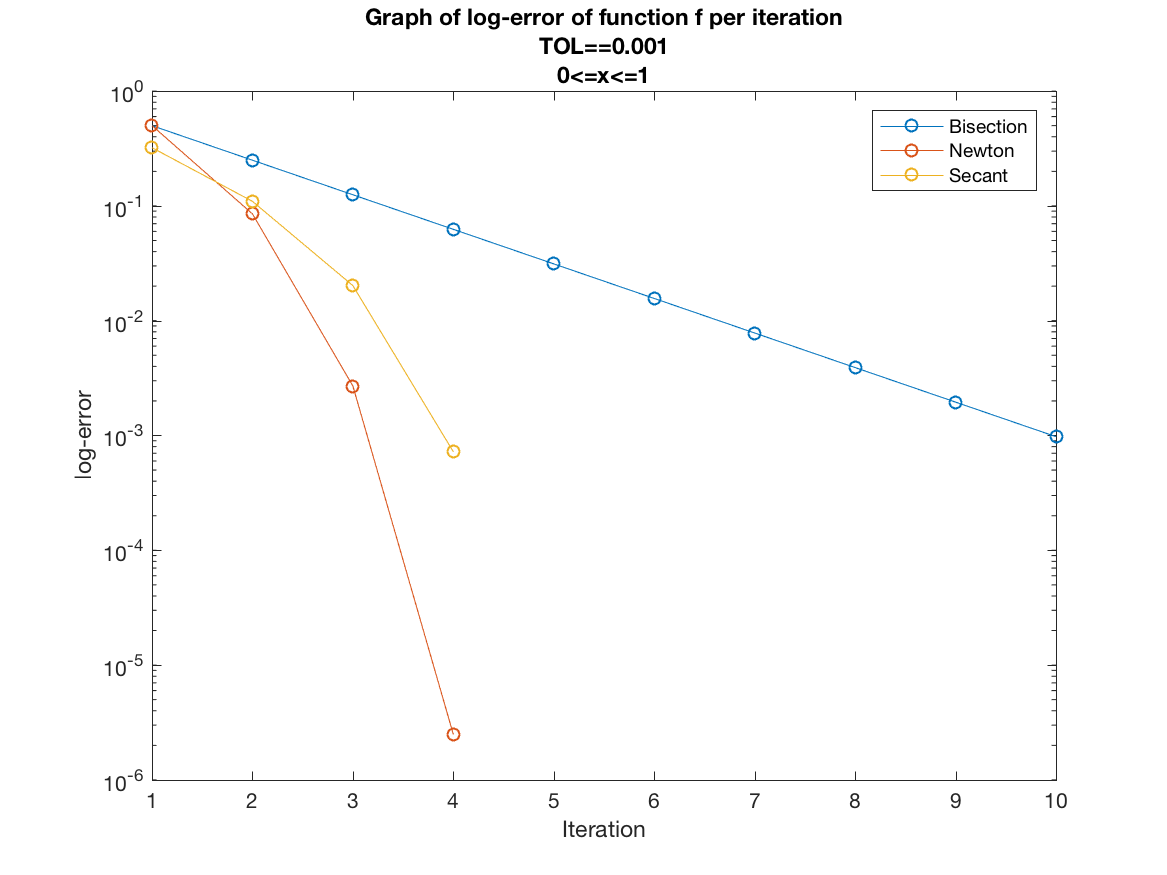 Graph of log-error of function f per iteration
TOL==0.001
0<=x<=1
Bisection
Newton
Secant
log-error
10^0
10^-1
10^-2
10^-3
10^-4
10^-5
10^-6
1 2 3 4 5 6 7 8 9 10
Iteration